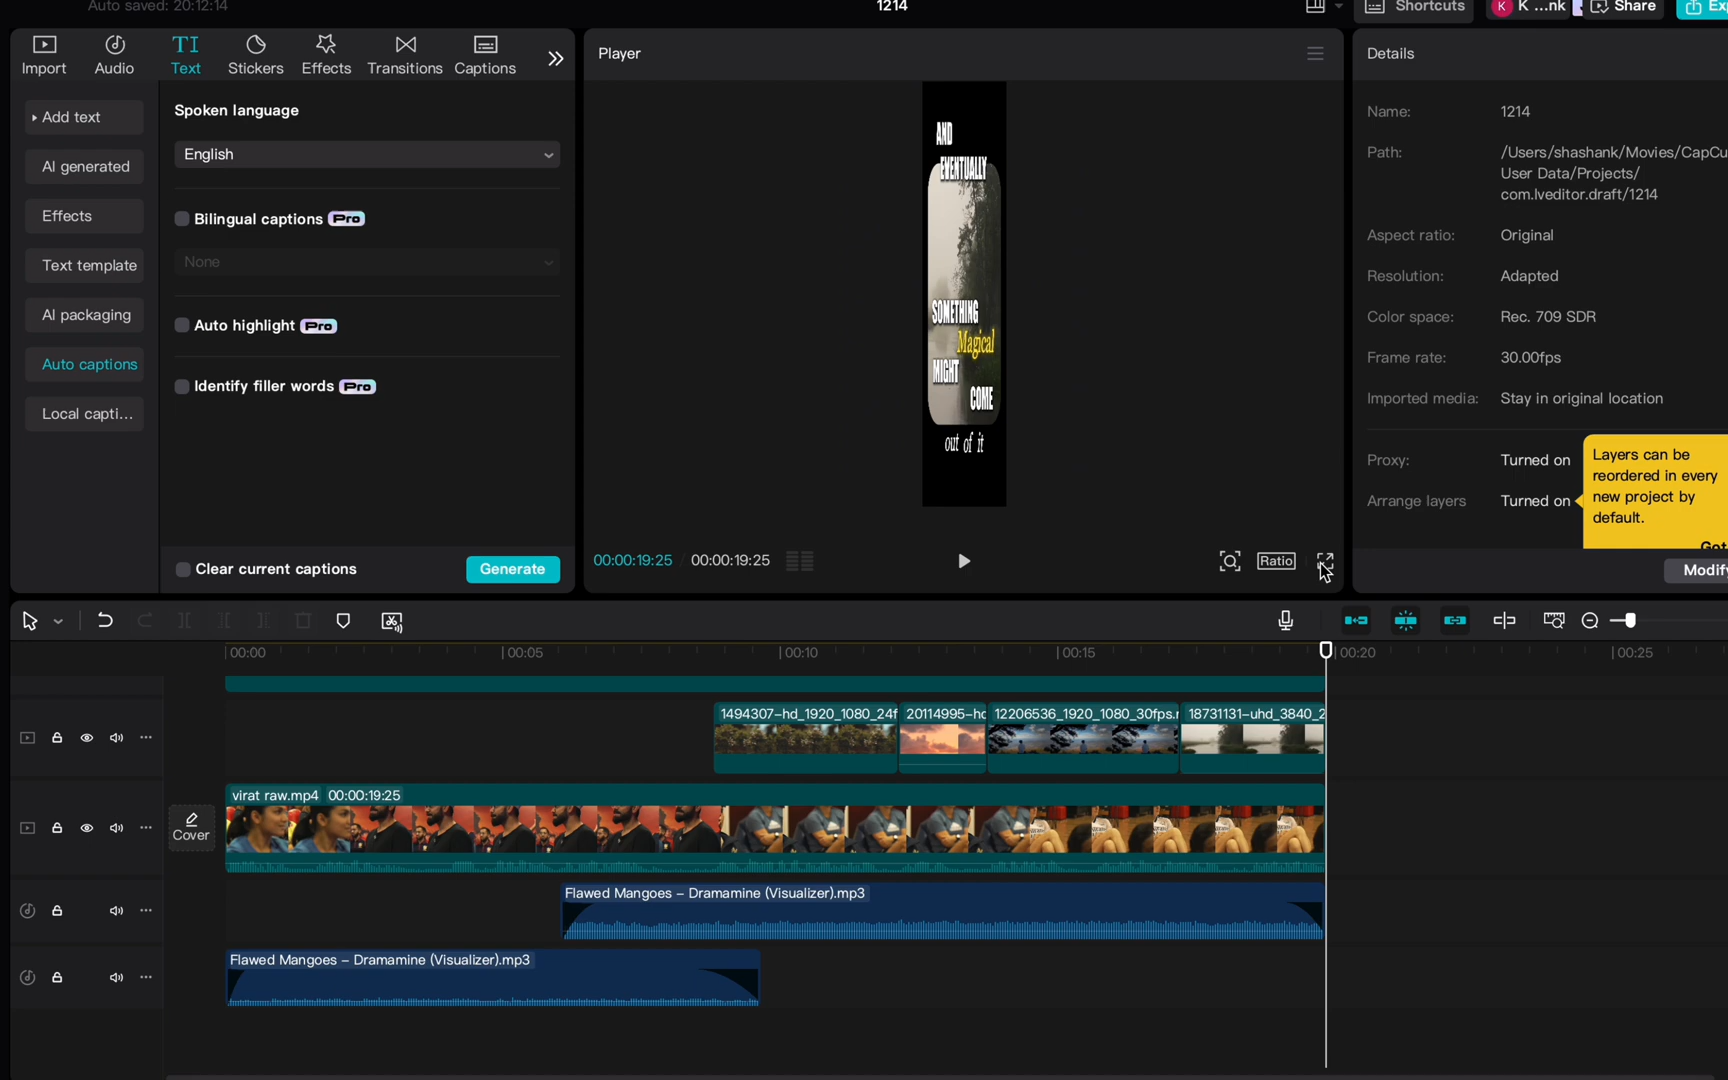 Auto saved: 20:12:14
1214
Shortcuts
K
K ...nk
Share
Import
Audio
TI
Text
Stickers
Effects
Transitions
Captions
Player
Details
Add text
AI generated
Effects
Text template
AI packaging
Auto captions
Local capti...
Spoken language
English
Bilingual captions Pro
None
Auto highlight Pro
Identify filler words Pro
Clear current captions
Generate
AND
EVENTUALLY
SOMETHING
Magical
MIGHT
COME
out of it
00:00:19:25 / 00:00:19:25
Ratio
Name: 1214
Path: /Users/shashank/Movies/CapCu
User Data/Projects/
com.lveditor.draft/1214
Aspect ratio: Original
Resolution: Adapted
Color space: Rec. 709 SDR
Frame rate: 30.00fps
Imported media: Stay in original location
Proxy: Turned on
Arrange layers Turned on
Layers can be
reordered in every
new project by
default.
Got
Modify
00:00
00:05
00:10
00:15
00:20
00:25
1494307-hd_1920_1080_24f
20114995-hd
12206536_1920_1080_30fps.r
18731131-uhd_3840_2
virat raw.mp4 00:00:19:25
Cover
Flawed Mangoes - Dramamine (Visualizer).mp3
Flawed Mangoes - Dramamine (Visualizer).mp3